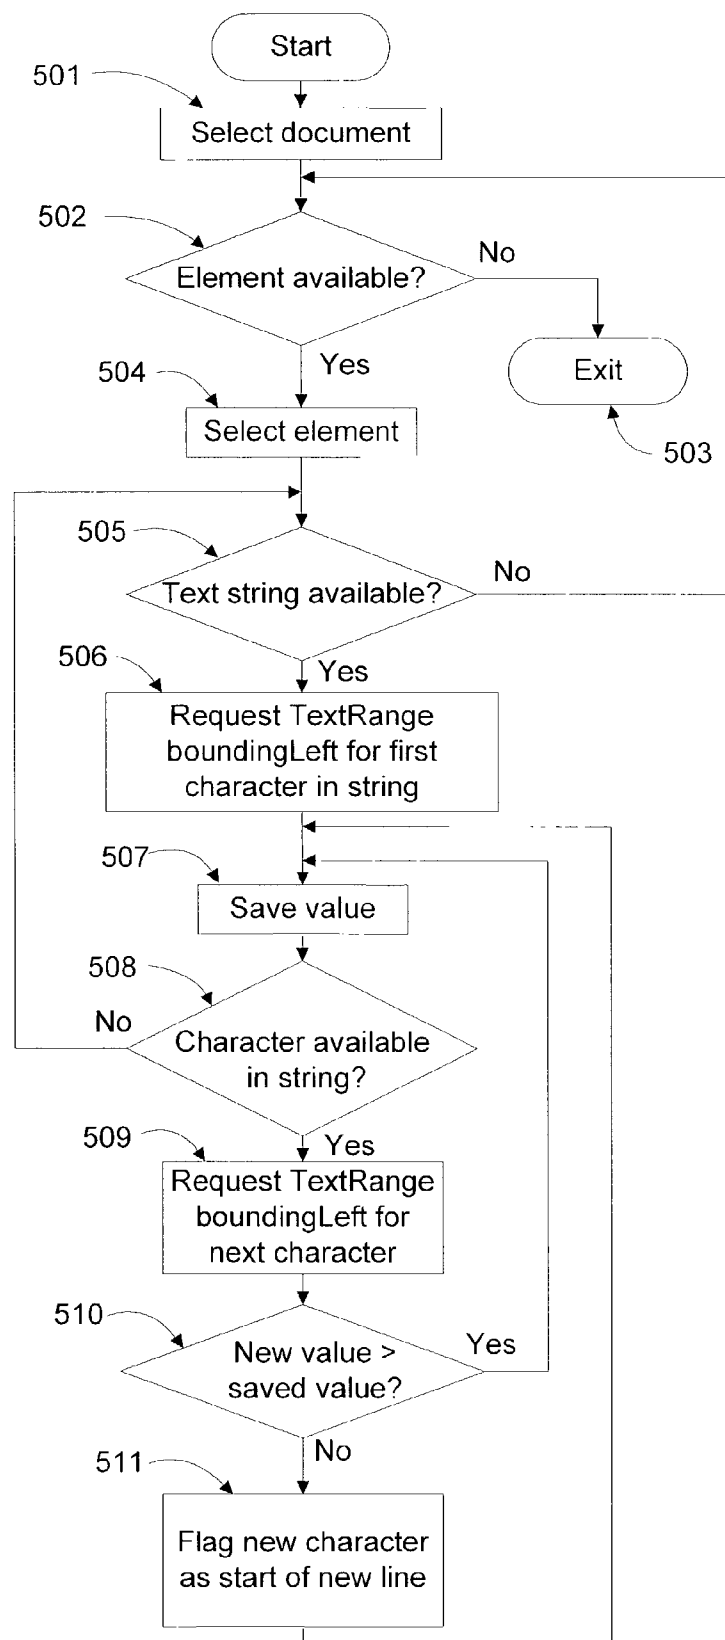 Start
501
Select document
502
Element available?
No
Exit
503
Yes
504
Select element
505
Text string available?
No
Yes
506
Request TextRange
boundingLeft for first
character in string
507
Save value
508
No
Character available
in string?
Yes
509
Request TextRange
boundingLeft for
next character
510
New value >
saved value?
Yes
No
511
Flag new character
as start of new line